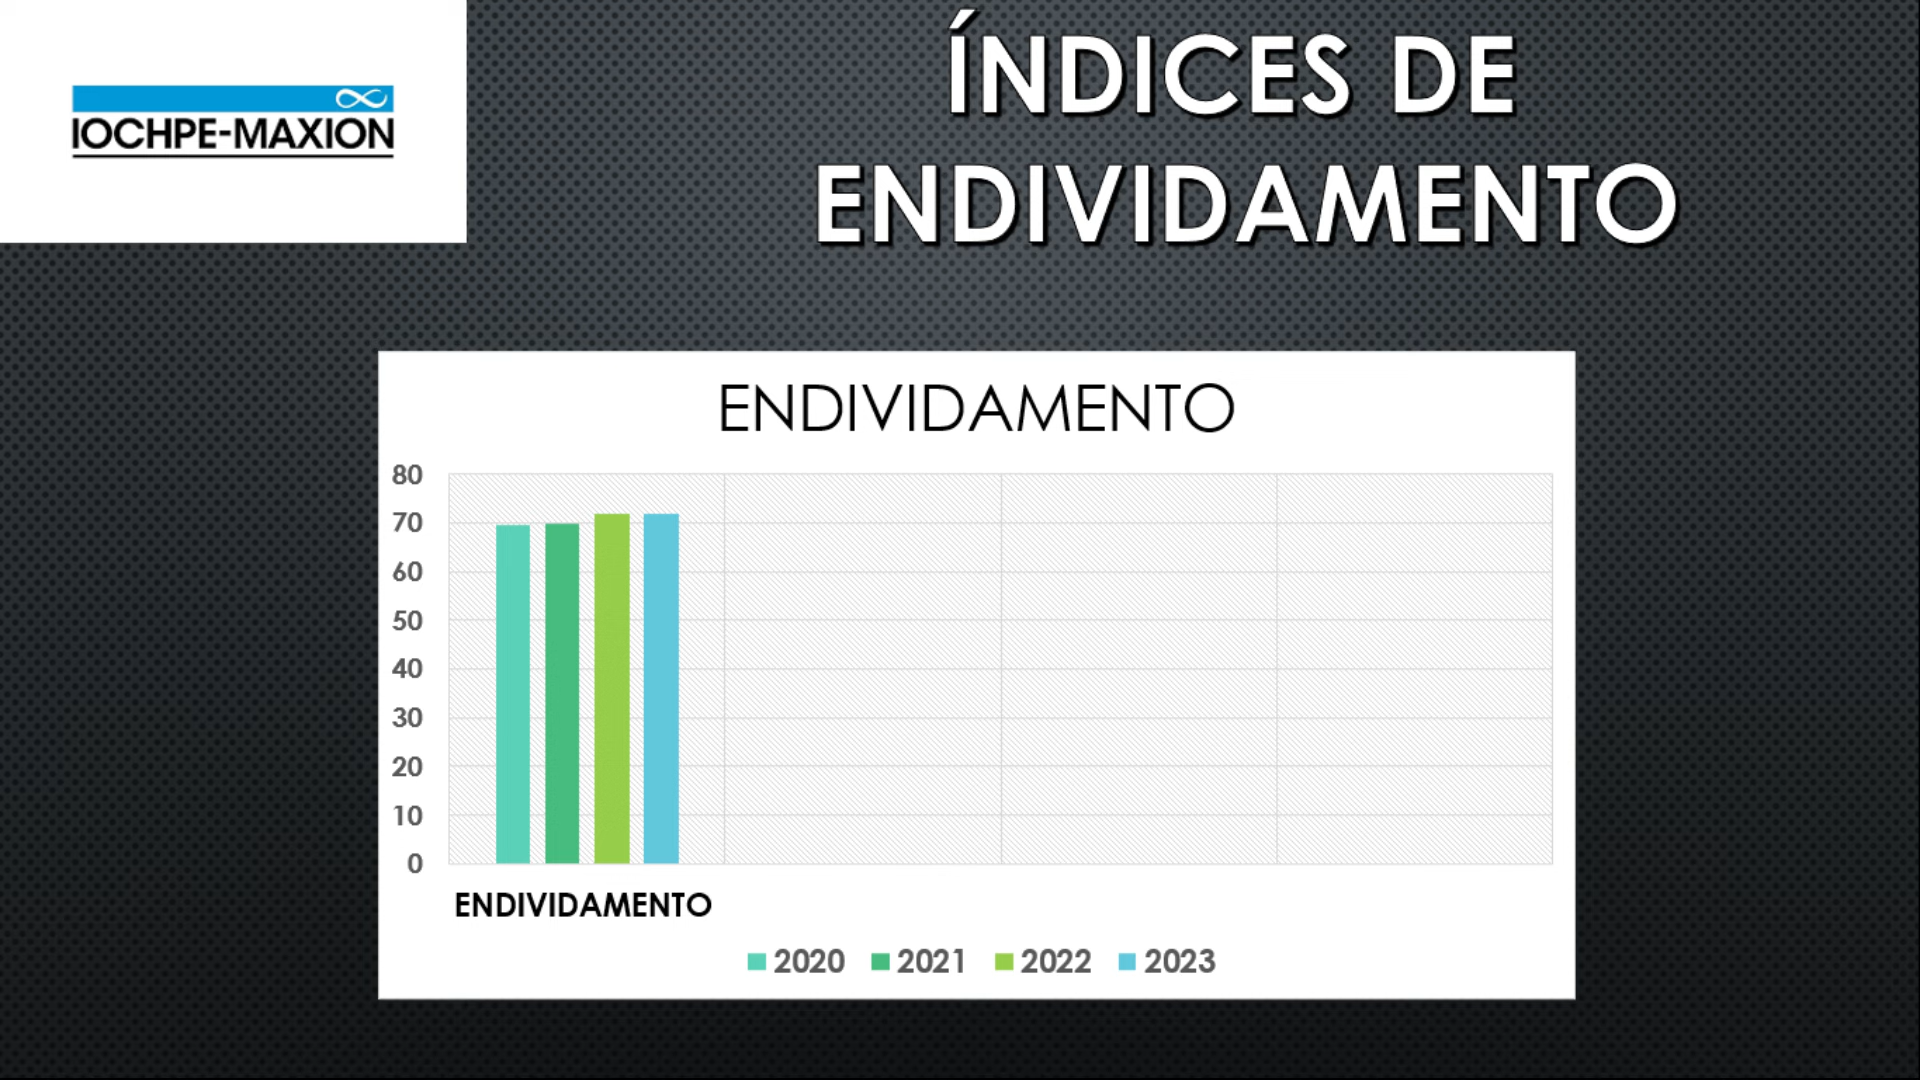 IOCHPE-MAXION
ÍNDICES DE
ENDIVIDAMENTO
ENDIVIDAMENTO
80
70
60
50
40
30
20
10
0
ENDIVIDAMENTO
2020 2021 2022 2023